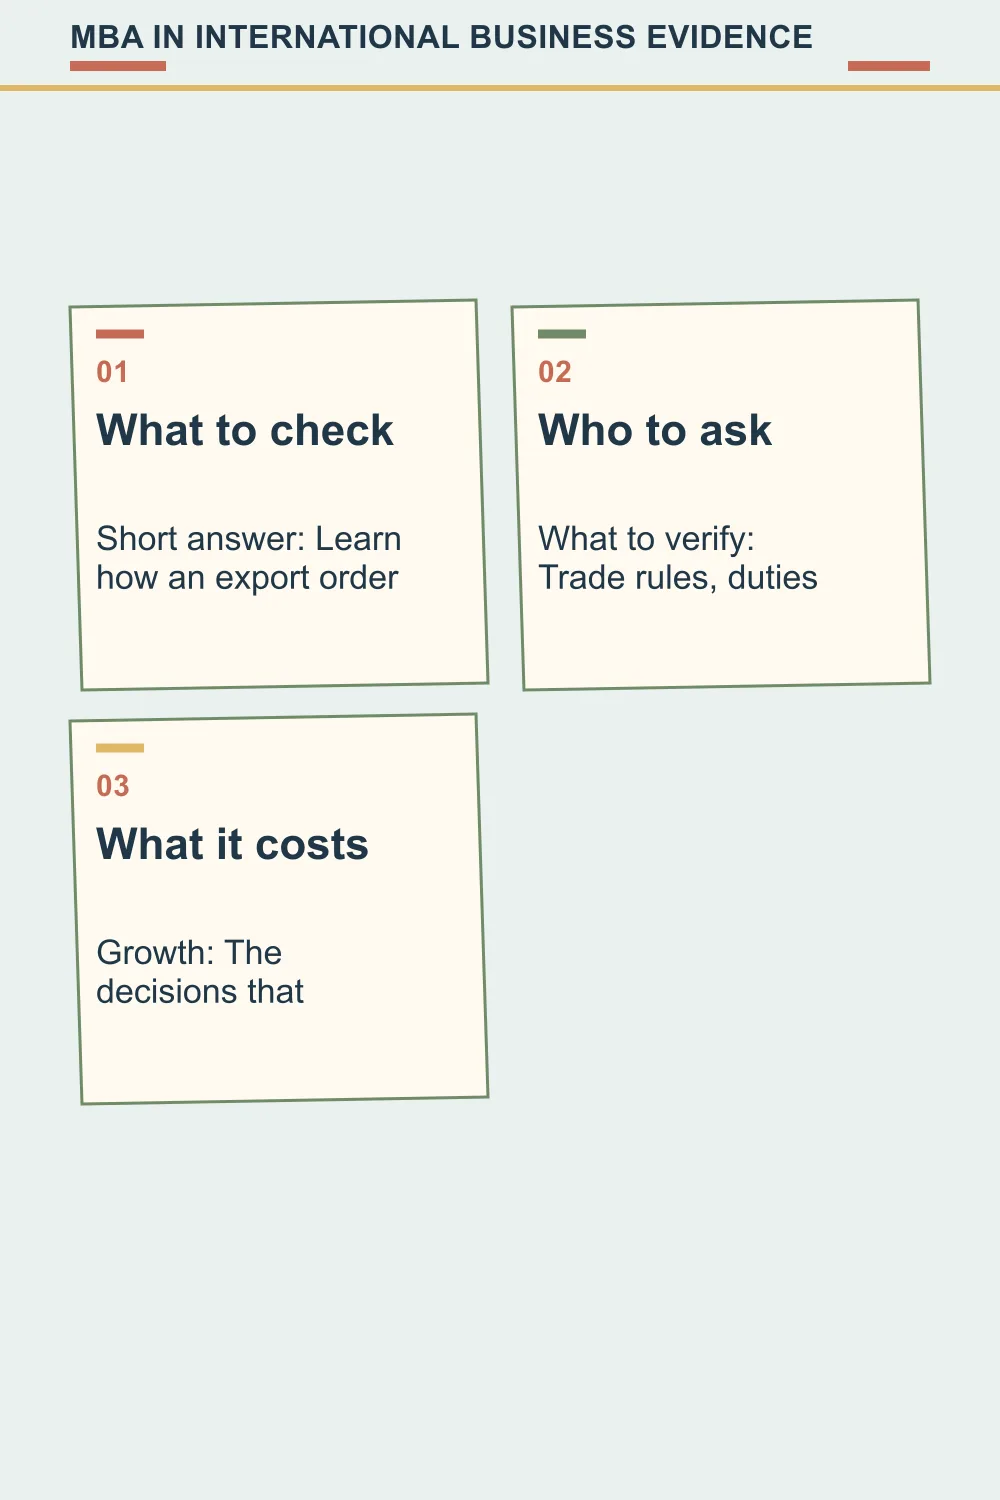 MBA IN INTERNATIONAL BUSINESS EVIDENCE
01
What to check
Short answer: Learn
how an export order
02
Who to ask
What to verify:
Trade rules, duties
03
What it costs
Growth: The
decisions that